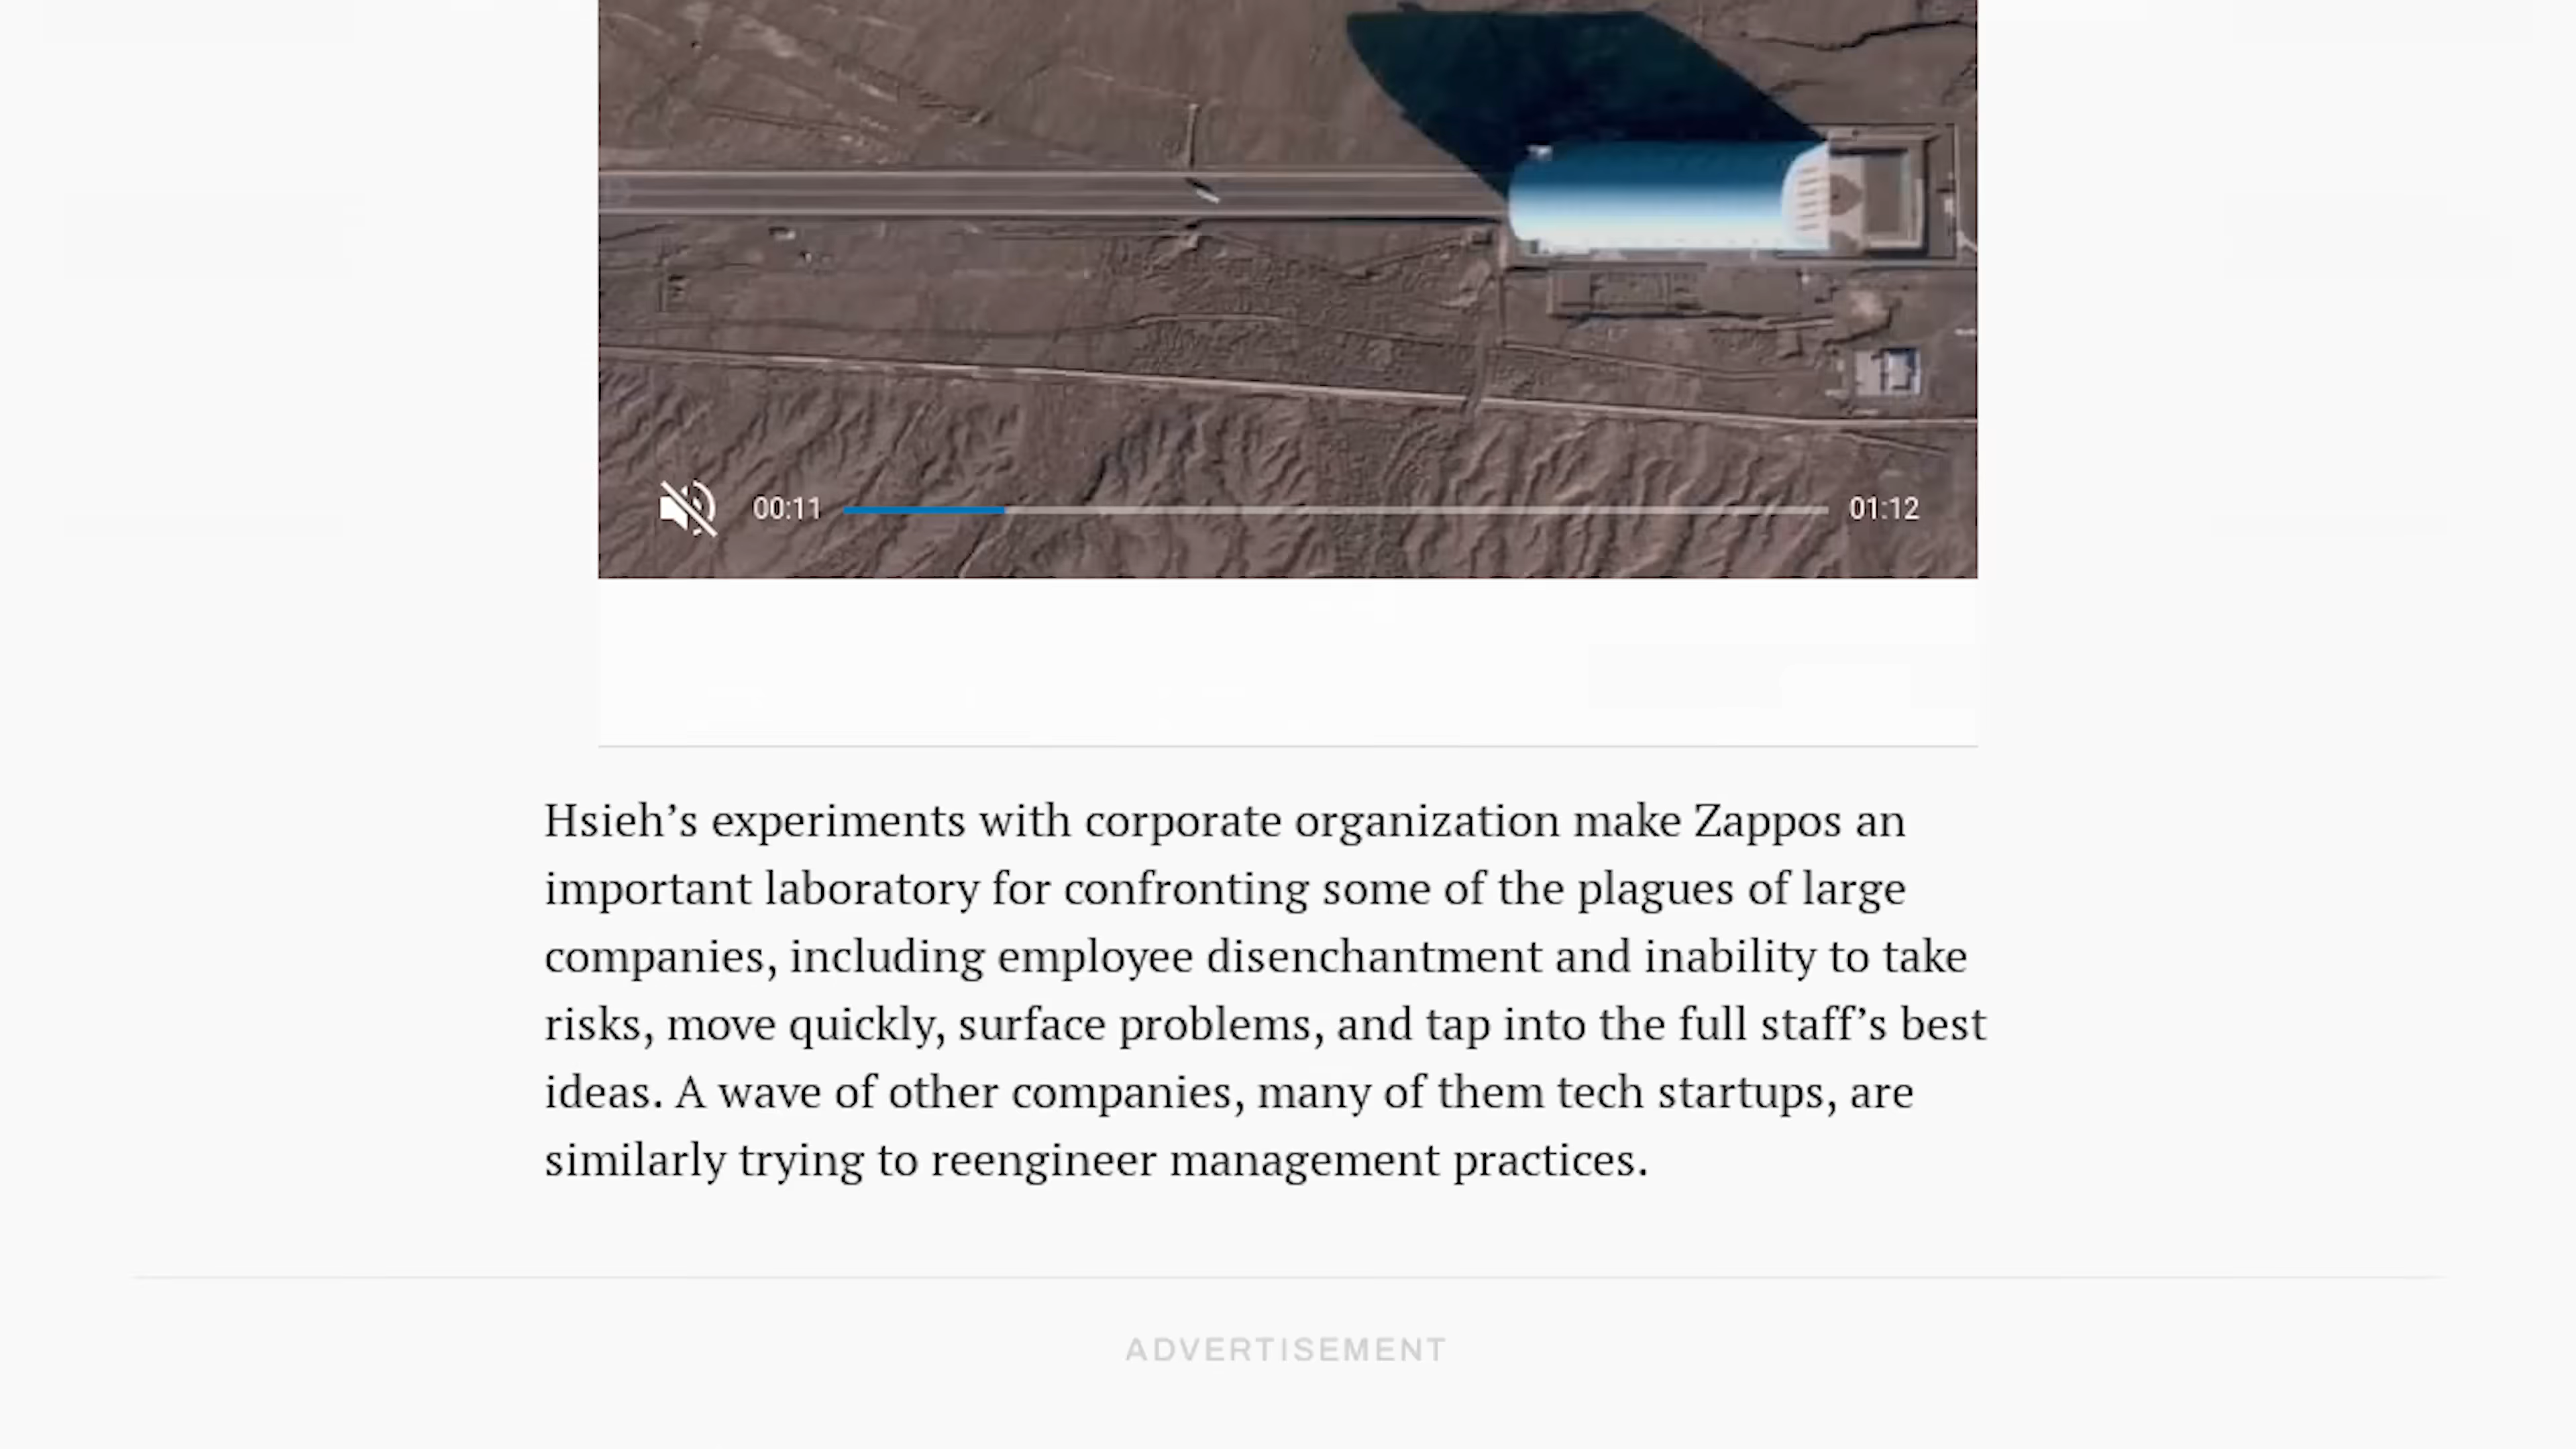 00:11 01:12
Hsieh’s experiments with corporate organization make Zappos an
important laboratory for confronting some of the plagues of large
companies, including employee disenchantment and inability to take
risks, move quickly, surface problems, and tap into the full staff’s best
ideas. A wave of other companies, many of them tech startups, are
similarly trying to reengineer management practices.
ADVERTISEMENT